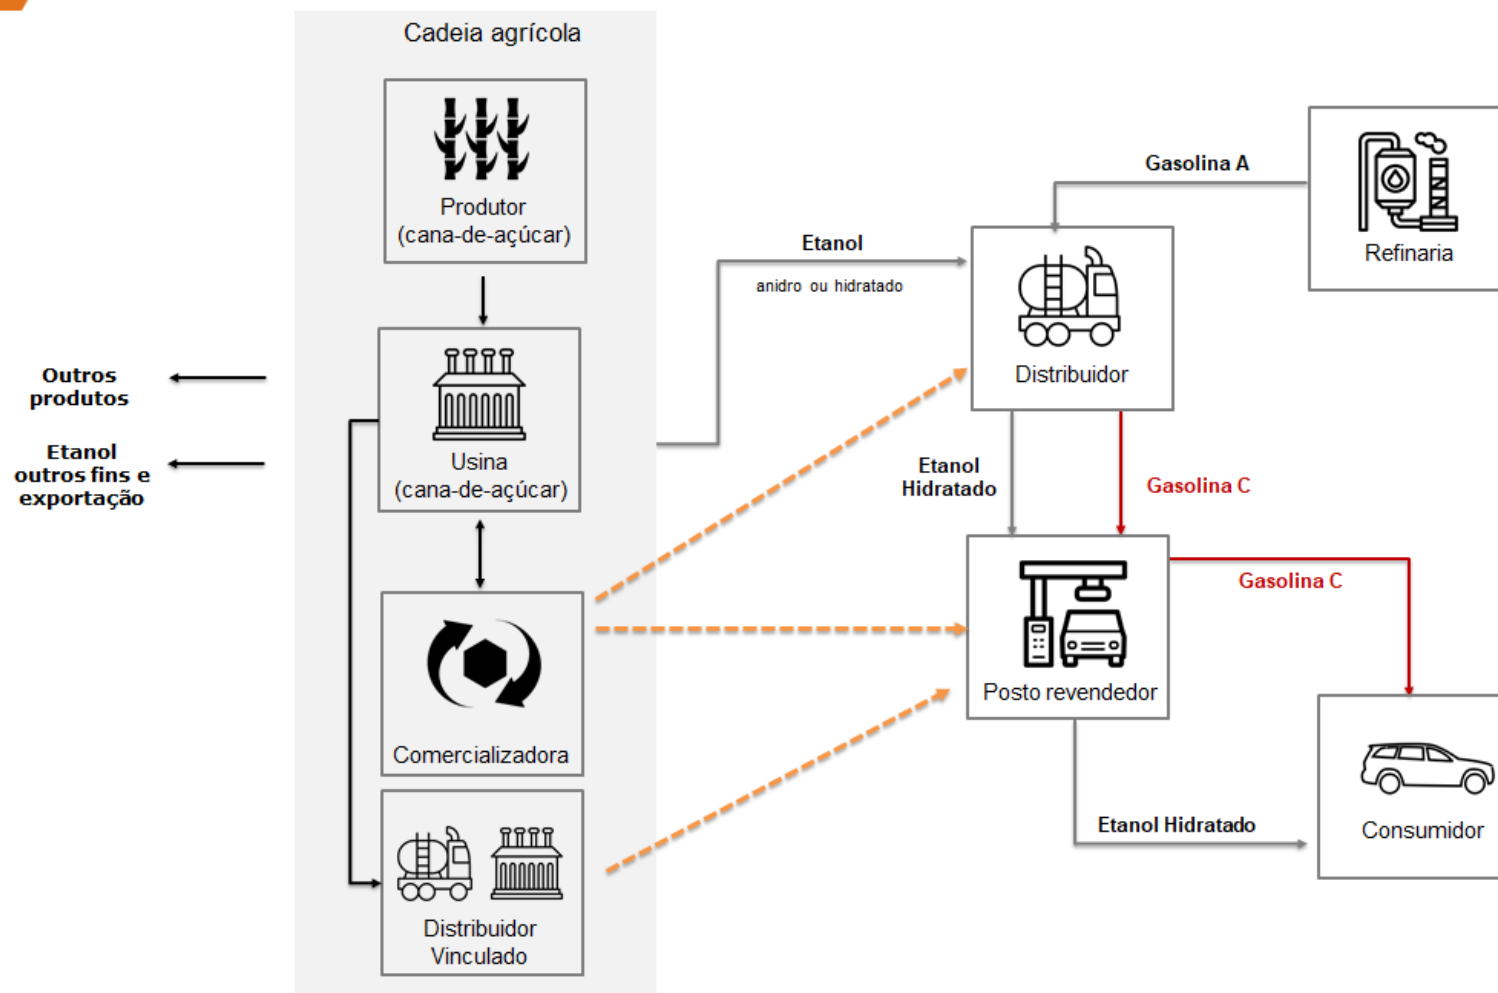 Cadeia agrícola
Produtor
(cana-de-açúcar)
Gasolina A
Refinaria
Etanol
anidro ou hidratado
Distribuidor
Outros
produtos
Etanol
outros fins e
exportação
Usina
(cana-de-açúcar)
Etanol
Hidratado
Gasolina C
Gasolina C
Posto revendedor
Comercializadora
Etanol Hidratado
Consumidor
Distribuidor
Vinculado